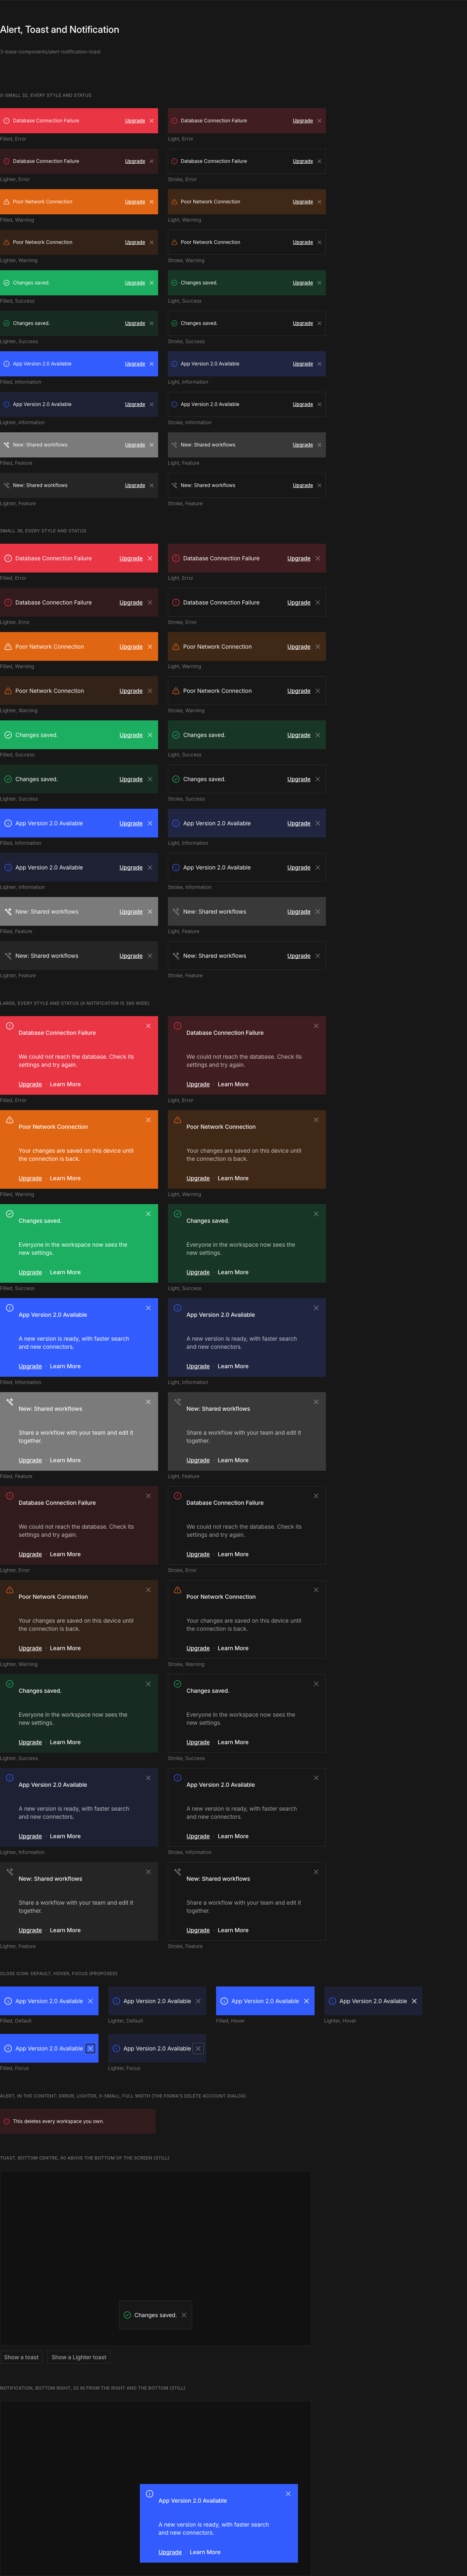 Alert, Toast and Notification
3-base-components/alert-notification-toast
X-SMALL 32, EVERY STYLE AND STATUS
Database Connection Failure Upgrade
Database Connection Failure Upgrade
Filled, Error
Light, Error
Database Connection Failure Upgrade
Database Connection Failure Upgrade
Lighter, Error
Stroke, Error
Poor Network Connection Upgrade
Poor Network Connection Upgrade
Filled, Warning
Light, Warning
Poor Network Connection Upgrade
Poor Network Connection Upgrade
Lighter, Warning
Stroke, Warning
Changes saved. Upgrade
Changes saved. Upgrade
Filled, Success
Light, Success
Changes saved. Upgrade
Changes saved. Upgrade
Lighter, Success
Stroke, Success
App Version 2.0 Available Upgrade
App Version 2.0 Available Upgrade
Filled, Information
Light, Information
App Version 2.0 Available Upgrade
App Version 2.0 Available Upgrade
Lighter, Information
Stroke, Information
New: Shared workflows Upgrade
New: Shared workflows Upgrade
Filled, Feature
Light, Feature
New: Shared workflows Upgrade
New: Shared workflows Upgrade
Lighter, Feature
Stroke, Feature
SMALL 36, EVERY STYLE AND STATUS
Database Connection Failure Upgrade
Database Connection Failure Upgrade
Filled, Error
Light, Error
Database Connection Failure Upgrade
Database Connection Failure Upgrade
Lighter, Error
Stroke, Error
Poor Network Connection Upgrade
Poor Network Connection Upgrade
Filled, Warning
Light, Warning
Poor Network Connection Upgrade
Poor Network Connection Upgrade
Lighter, Warning
Stroke, Warning
Changes saved. Upgrade
Changes saved. Upgrade
Filled, Success
Light, Success
Changes saved. Upgrade
Changes saved. Upgrade
Lighter, Success
Stroke, Success
App Version 2.0 Available Upgrade
App Version 2.0 Available Upgrade
Filled, Information
Light, Information
App Version 2.0 Available Upgrade
App Version 2.0 Available Upgrade
Lighter, Information
Stroke, Information
New: Shared workflows Upgrade
New: Shared workflows Upgrade
Filled, Feature
Light, Feature
New: Shared workflows Upgrade
New: Shared workflows Upgrade
Lighter, Feature
Stroke, Feature
LARGE, EVERY STYLE AND STATUS (A NOTIFICATION IS 390 WIDE)
Database Connection Failure
We could not reach the database. Check its
settings and try again.
Upgrade · Learn More
Filled, Error
Database Connection Failure
We could not reach the database. Check its
settings and try again.
Upgrade · Learn More
Light, Error
Poor Network Connection
Your changes are saved on this device until
the connection is back.
Upgrade · Learn More
Filled, Warning
Poor Network Connection
Your changes are saved on this device until
the connection is back.
Upgrade · Learn More
Light, Warning
Changes saved.
Everyone in the workspace now sees the
new settings.
Upgrade · Learn More
Filled, Success
Changes saved.
Everyone in the workspace now sees the
new settings.
Upgrade · Learn More
Light, Success
App Version 2.0 Available
A new version is ready, with faster search
and new connectors.
Upgrade · Learn More
Filled, Information
App Version 2.0 Available
A new version is ready, with faster search
and new connectors.
Upgrade · Learn More
Light, Information
New: Shared workflows
Share a workflow with your team and edit it
together.
Upgrade · Learn More
Filled, Feature
New: Shared workflows
Share a workflow with your team and edit it
together.
Upgrade · Learn More
Light, Feature
Database Connection Failure
We could not reach the database. Check its
settings and try again.
Upgrade · Learn More
Lighter, Error
Database Connection Failure
We could not reach the database. Check its
settings and try again.
Upgrade · Learn More
Stroke, Error
Poor Network Connection
Your changes are saved on this device until
the connection is back.
Upgrade · Learn More
Lighter, Warning
Poor Network Connection
Your changes are saved on this device until
the connection is back.
Upgrade · Learn More
Stroke, Warning
Changes saved.
Everyone in the workspace now sees the
new settings.
Upgrade · Learn More
Lighter, Success
Changes saved.
Everyone in the workspace now sees the
new settings.
Upgrade · Learn More
Stroke, Success
App Version 2.0 Available
A new version is ready, with faster search
and new connectors.
Upgrade · Learn More
Lighter, Information
App Version 2.0 Available
A new version is ready, with faster search
and new connectors.
Upgrade · Learn More
Stroke, Information
New: Shared workflows
Share a workflow with your team and edit it
together.
Upgrade · Learn More
Lighter, Feature
New: Shared workflows
Share a workflow with your team and edit it
together.
Upgrade · Learn More
Stroke, Feature
CLOSE ICON: DEFAULT, HOVER, FOCUS (PROPOSED)
App Version 2.0 Available
App Version 2.0 Available
App Version 2.0 Available
App Version 2.0 Available
Filled, Default
Lighter, Default
Filled, Hover
Lighter, Hover
App Version 2.0 Available
App Version 2.0 Available
Filled, Focus
Lighter, Focus
ALERT, IN THE CONTENT: ERROR, LIGHTER, X-SMALL, FULL WIDTH (THE FIGMA'S DELETE ACCOUNT DIALOG)
This deletes every workspace you own.
TOAST, BOTTOM CENTRE, 40 ABOVE THE BOTTOM OF THE SCREEN (STILL)
Changes saved.
Show a toast
Show a Lighter toast
NOTIFICATION, BOTTOM RIGHT, 32 IN FROM THE RIGHT AND THE BOTTOM (STILL)
App Version 2.0 Available
A new version is ready, with faster search
and new connectors.
Upgrade · Learn More